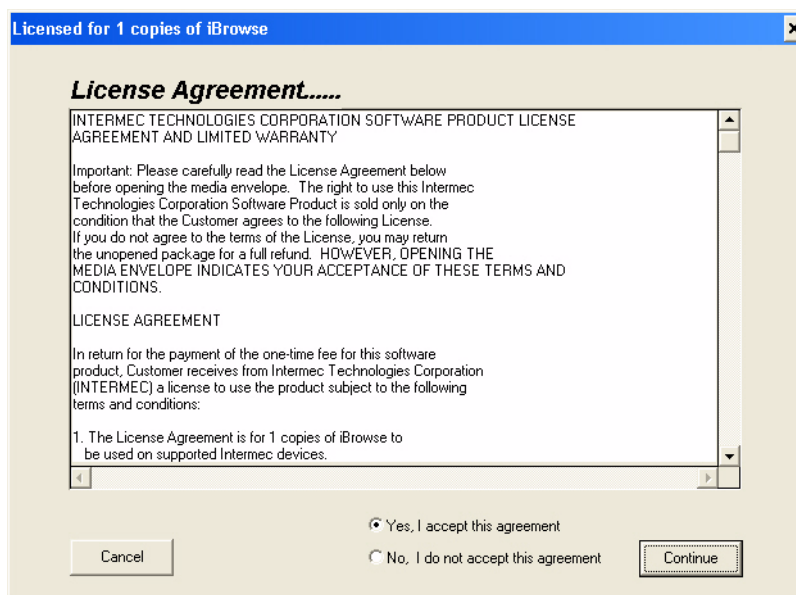 Licensed for 1 copies of iBrowse
License Agreement......
INTERMEC TECHNOLOGIES CORPORATION SOFTWARE PRODUCT LICENSE
AGREEMENT AND LIMITED WARRANTY
Important: Please carefully read the License Agreement below
before opening the media envelope.  The right to use this Intermec
Technologies Corporation Software Product is sold only on the
condition that the Customer agrees to the following License.
If you do not agree to the terms of the License, you may return
the unopened package for a full refund.  HOWEVER, OPENING THE
MEDIA ENVELOPE INDICATES YOUR ACCEPTANCE OF THESE TERMS AND
CONDITIONS.
LICENSE AGREEMENT
In return for the payment of the one-time fee for this software
product, Customer receives from Intermec Technologies Corporation
(INTERMEC) a license to use the product subject to the following
terms and conditions:
1. The License Agreement is for 1 copies of iBrowse to
be used on supported Intermec devices.
Yes, I accept this agreement
No,  I do not accept this agreement
Cancel
Continue